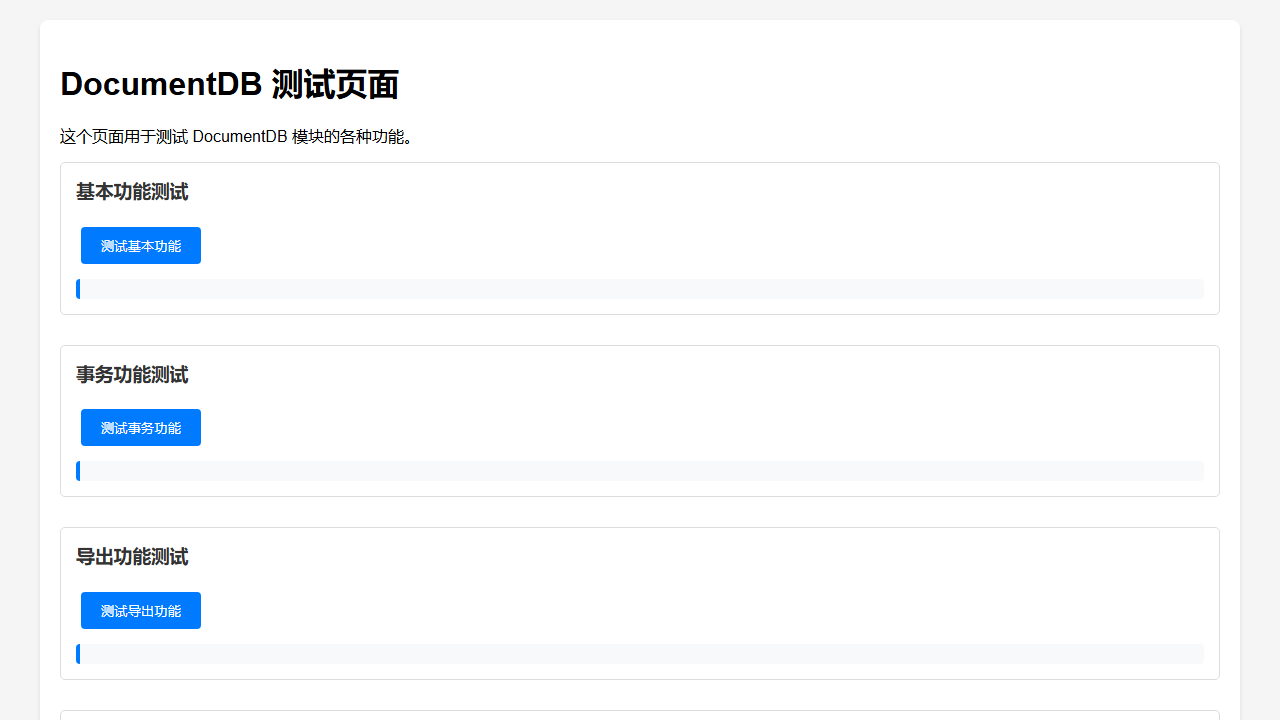 DocumentDB 测试页面
这个页面用于测试 DocumentDB 模块的各种功能。
基本功能测试
测试基本功能
事务功能测试
测试事务功能
导出功能测试
测试导出功能